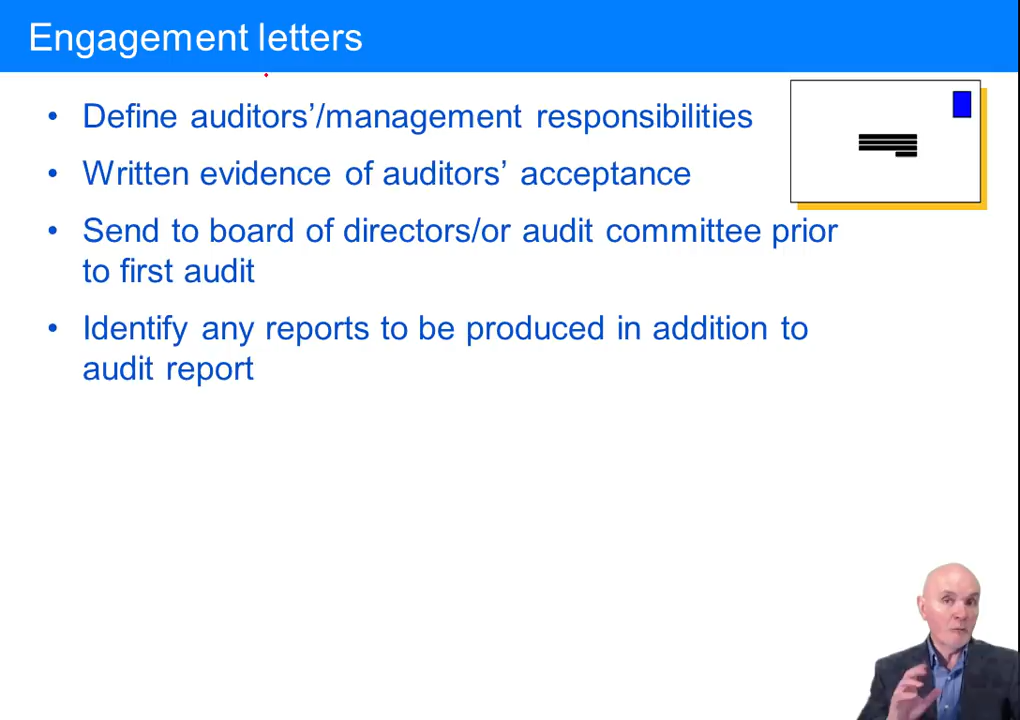 Engagement letters
• Define auditors’/management responsibilities
• Written evidence of auditors’ acceptance
• Send to board of directors/or audit committee prior
to first audit
• Identify any reports to be produced in addition to
audit report